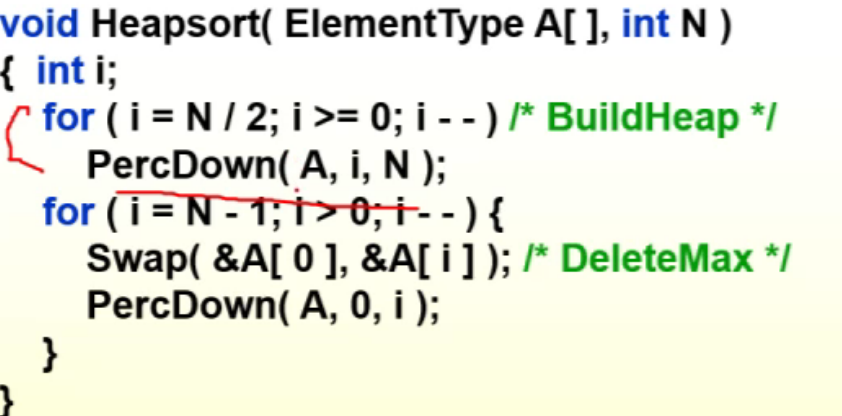 void Heapsort( ElementType A[ ], int N )
{ int i;
for ( i = N / 2; i >= 0; i - - ) /* BuildHeap */
PercDown( A, i, N );
for ( i = N - 1; i > 0; i - - ) {
Swap( &A[ 0 ], &A[ i ] ); /* DeleteMax */
PercDown( A, 0, i );
}
}